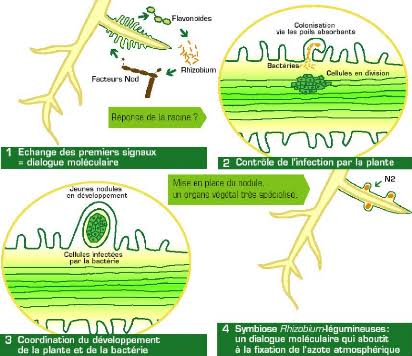 Flavonoïdes
Rhizobium
Facteurs Nod
Réponse de la racine ?
1 Echange des premiers signaux
= dialogue moléculaire
Colonisation
via les poils absorbants
Bactéries
Cellules en division
2 Contrôle de l'infection par la plante
Jeunes nodules
en développement
Cellules infectées
par la bactérie
3 Coordination du développement
de la plante et de la bactérie
Mise en place du nodule,
un organe végétal très spécialisé.
N2
4 Symbiose Rhizobium-légumineuses:
un dialogue moléculaire qui aboutit
à la fixation de l'azote atmosphérique